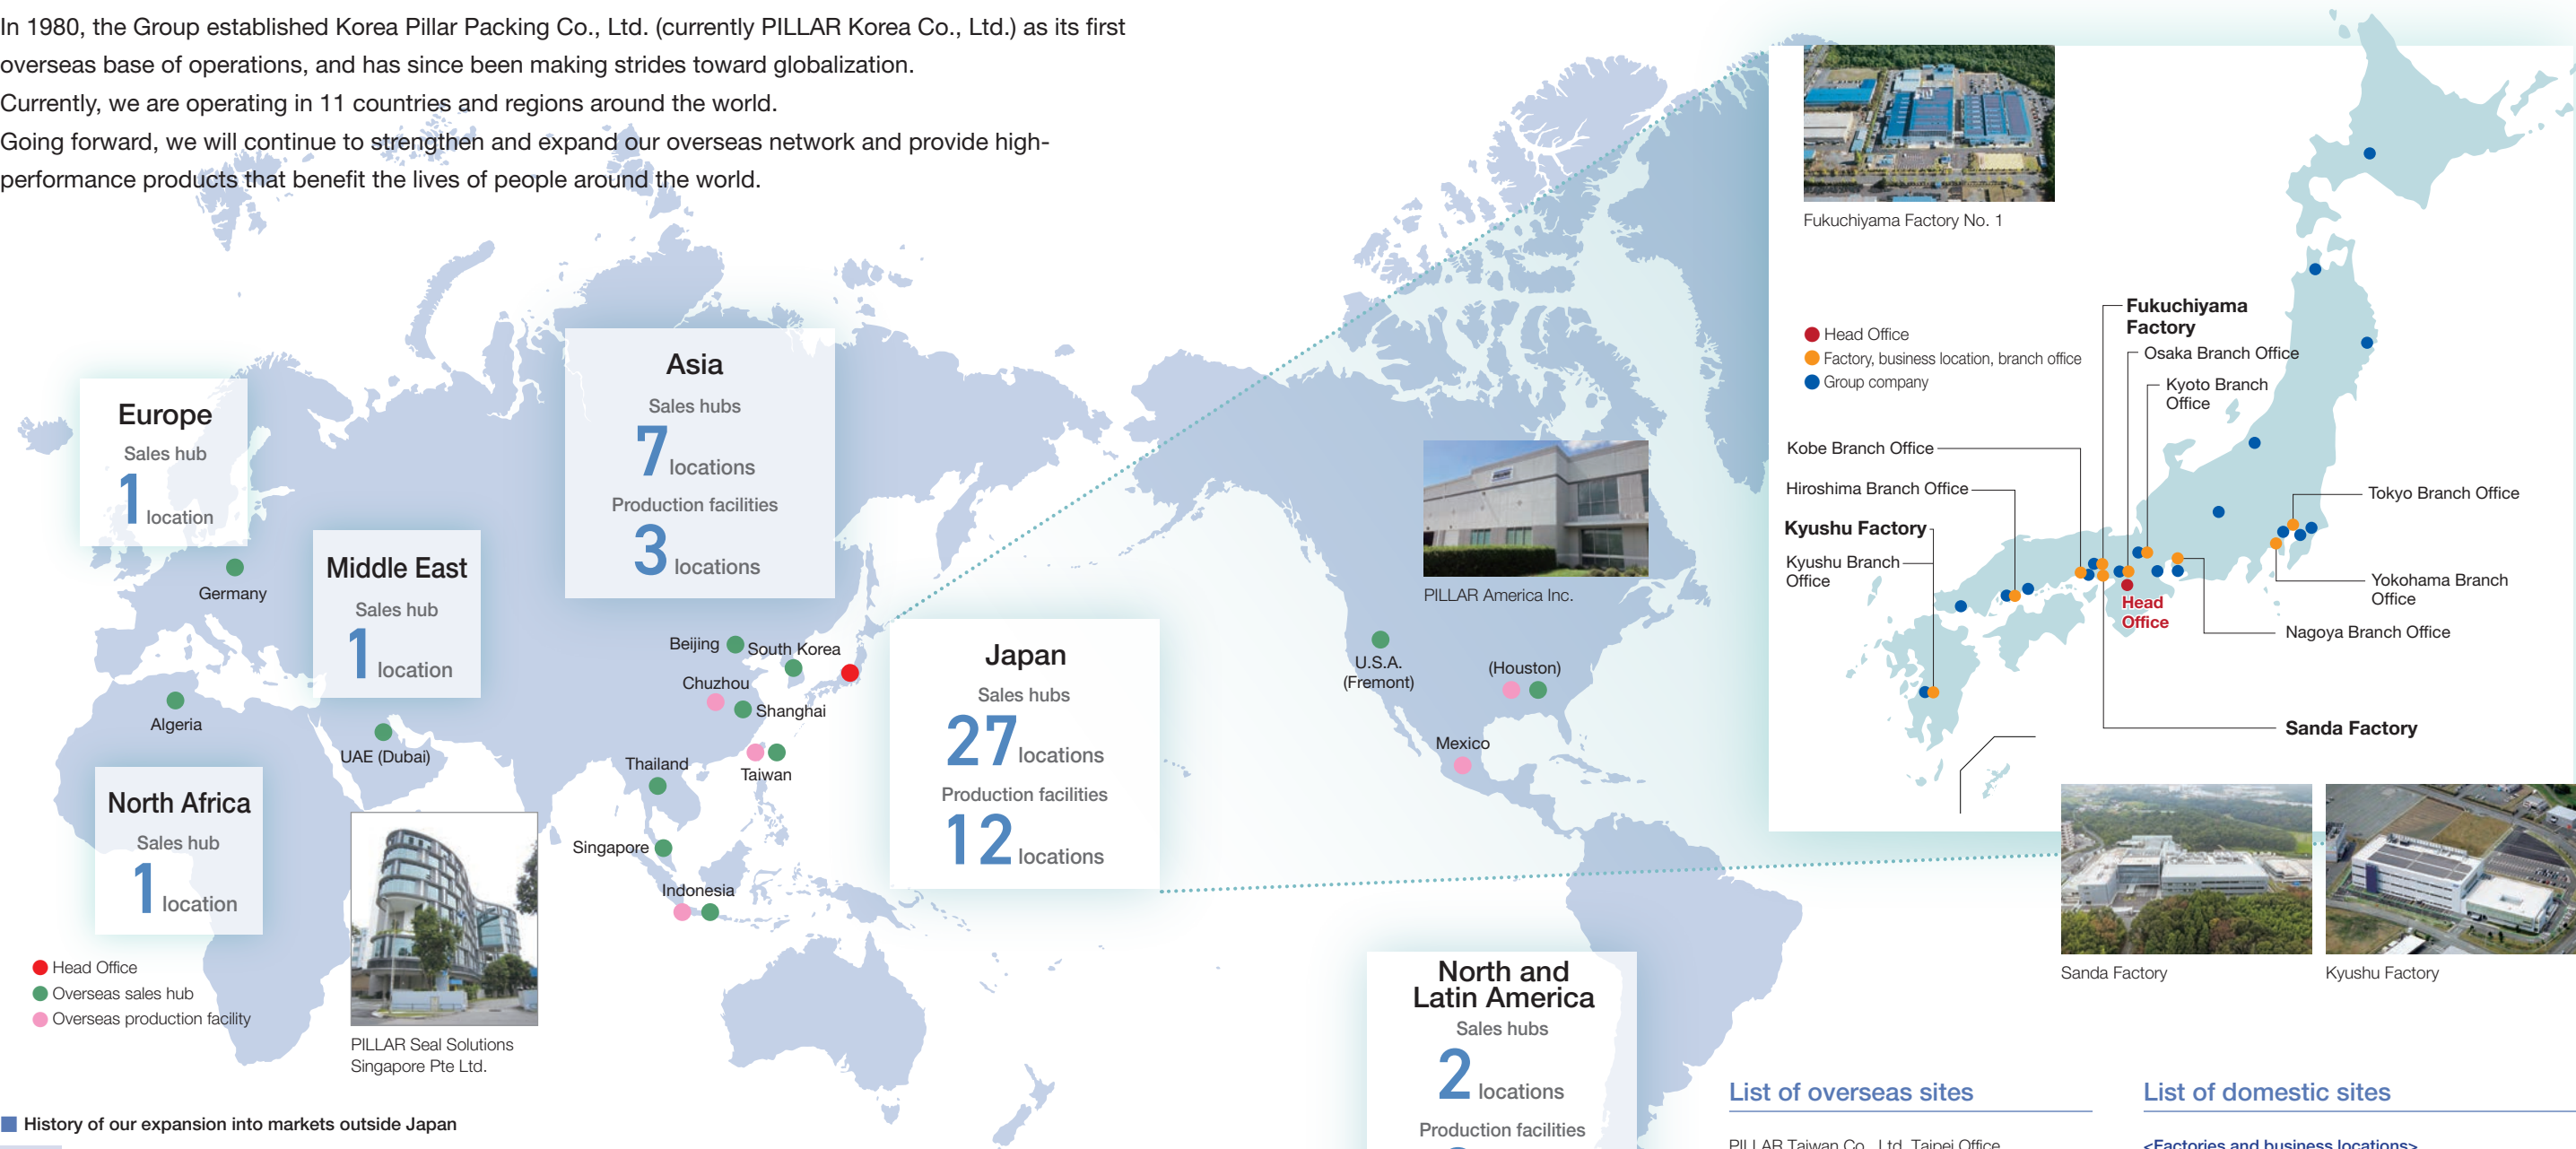 In 1980, the Group established Korea Pillar Packing Co., Ltd. (currently PILLAR Korea Co., Ltd.) as its first
overseas base of operations, and has since been making strides toward globalization.
Currently, we are operating in 11 countries and regions around the world.
Going forward, we will continue to strengthen and expand our overseas network and provide high-
performance products that benefit the lives of people around the world.
Europe
Sales hub
1 location
Germany
Middle East
Sales hub
1 location
UAE (Dubai)
Algeria
North Africa
Sales hub
1 location
Head Office
Overseas sales hub
Overseas production facility
PILLAR Seal Solutions
Singapore Pte Ltd.
Asia
Sales hubs
7 locations
Production facilities
3 locations
Beijing
South Korea
Chuzhou
Shanghai
Thailand
Taiwan
Singapore
Indonesia
Japan
Sales hubs
27 locations
Production facilities
12 locations
PILLAR America Inc.
U.S.A.
(Fremont)
(Houston)
Mexico
North and
Latin America
Sales hubs
2 locations
Production facilities
Fukuchiyama Factory No. 1
Head Office
Factory, business location, branch office
Group company
Fukuchiyama
Factory
Osaka Branch Office
Kyoto Branch
Office
Kobe Branch Office
Hiroshima Branch Office
Kyushu Factory
Kyushu Branch
Office
Head
Office
Tokyo Branch Office
Yokohama Branch
Office
Nagoya Branch Office
Sanda Factory
Sanda Factory
Kyushu Factory
History of our expansion into markets outside Japan
List of overseas sites
PILLAR Taiwan Co., Ltd. Taipei Office
List of domestic sites
<Factories and business locations>